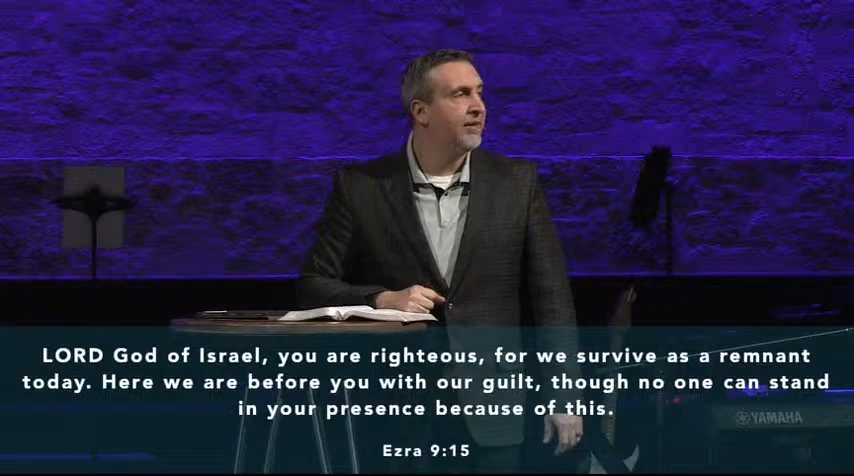 LORD God of Israel, you are righteous, for we survive as a remnant
today. Here we are before you with our guilt, though no one can stand
in your presence because of this.
Ezra 9:15
YAMAHA